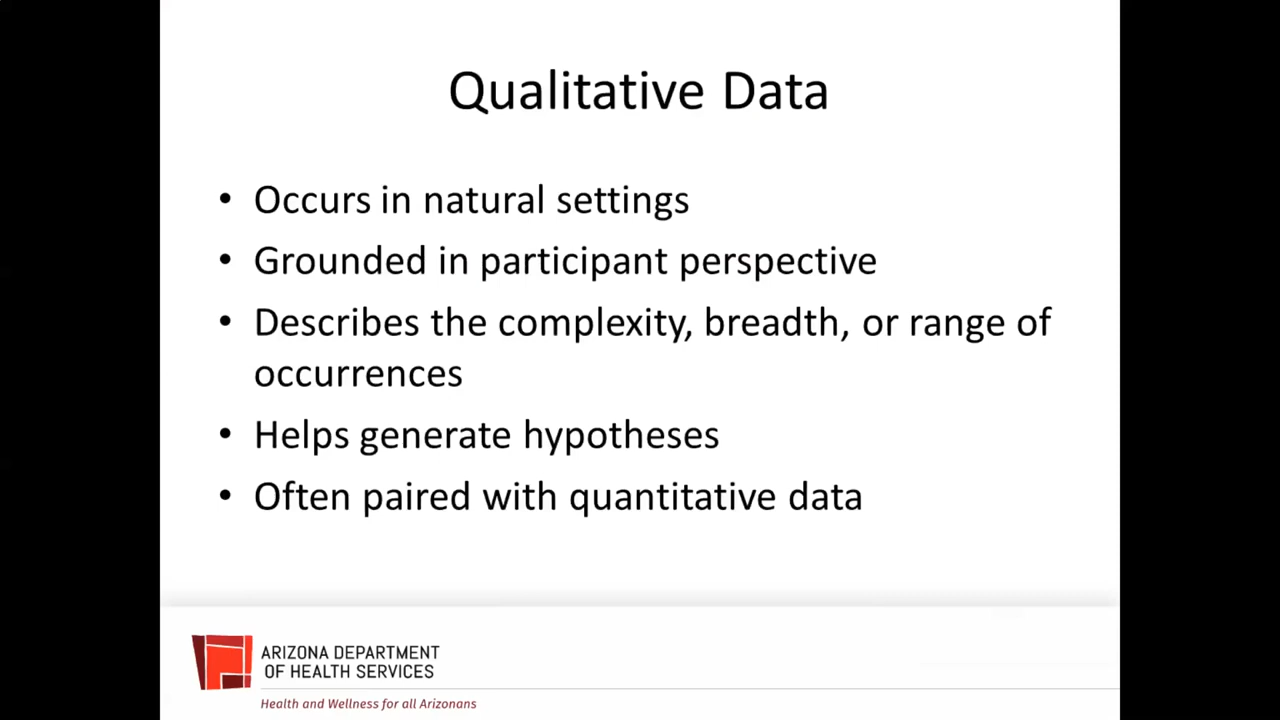 Qualitative Data
• Occurs in natural settings
• Grounded in participant perspective
• Describes the complexity, breadth, or range of
occurrences
• Helps generate hypotheses
• Often paired with quantitative data
ARIZONA DEPARTMENT
OF HEALTH SERVICES
Health and Wellness for all Arizonans